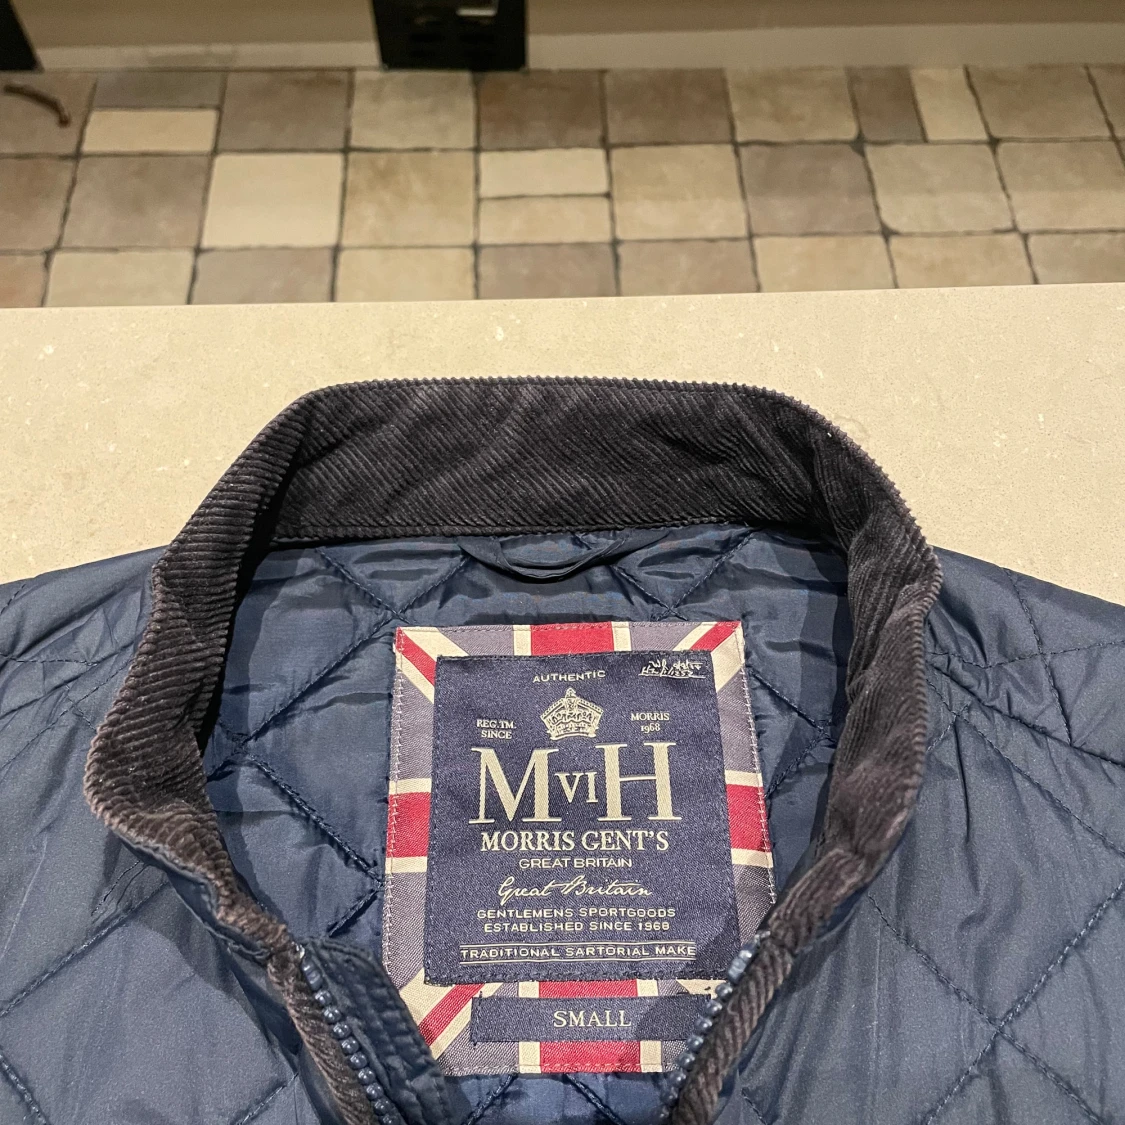 AUTHENTIC
REG.TM.
SINCE
MORRIS
1968
MVIH
MORRIS GENT'S
GREAT BRITAIN
Great Britain
GENTLEMENS SPORTGOODS
ESTABLISHED SINCE 1968
TRADITIONAL SARTORIAL MAKE
SMALL